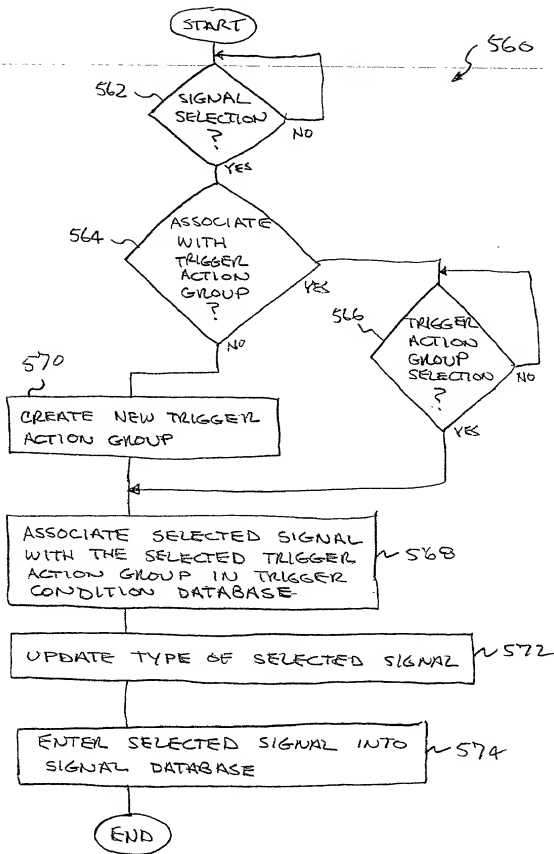 START
560
562
SIGNAL
SELECTION
?
NO
YES
564
ASSOCIATE
WITH
TRIGGER
ACTION
GROUP
?
YES
NO
566
TRIGGER
ACTION
GROUP
SELECTION
?
NO
YES
570
CREATE NEW TRIGGER
ACTION GROUP
ASSOCIATE SELECTED SIGNAL
WITH THE SELECTED TRIGGER
ACTION GROUP IN TRIGGER
CONDITION DATABASE
568
UPDATE TYPE OF SELECTED SIGNAL
572
ENTER SELECTED SIGNAL INTO
SIGNAL DATABASE
574
END